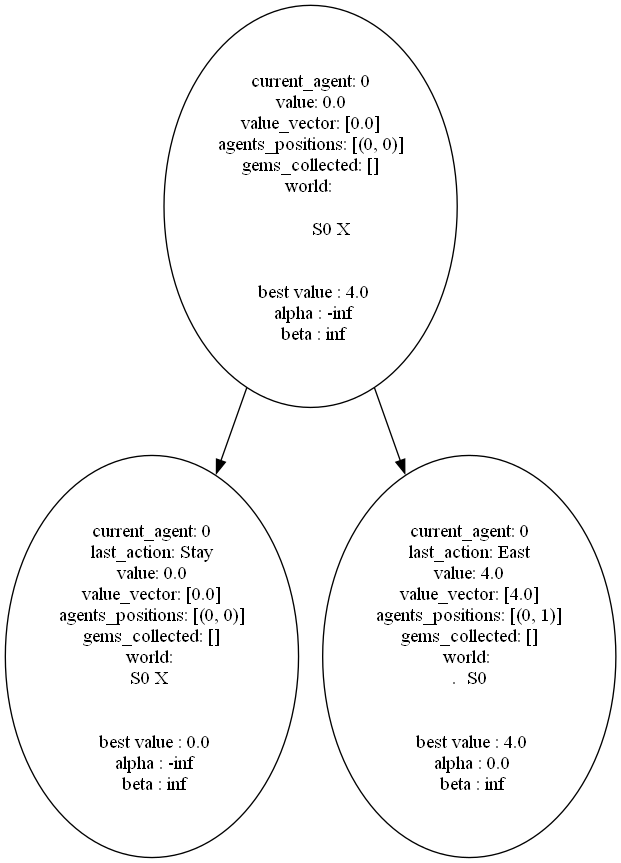 current_agent: 0
value: 0.0
value_vector: [0.0]
agents_positions: [(0, 0)]
gems_collected: []
world:
S0 X
best value : 4.0
alpha : -inf
beta : inf
current_agent: 0
last_action: Stay
value: 0.0
value_vector: [0.0]
agents_positions: [(0, 0)]
gems_collected: []
world:
S0 X
best value : 0.0
alpha : -inf
beta : inf
current_agent: 0
last_action: East
value: 4.0
value_vector: [4.0]
agents_positions: [(0, 1)]
gems_collected: []
world:
. S0
best value : 4.0
alpha : 0.0
beta : inf